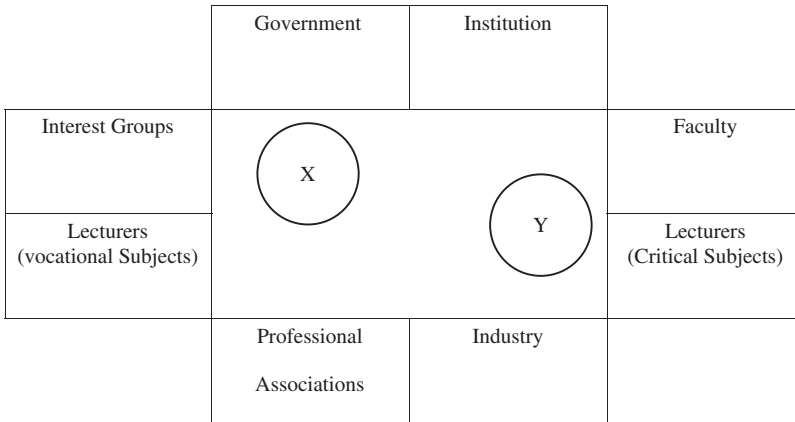 Government
Institution
Interest Groups
Faculty
X
Y
Lecturers
(vocational Subjects)
Lecturers
(Critical Subjects)
Professional
Associations
Industry